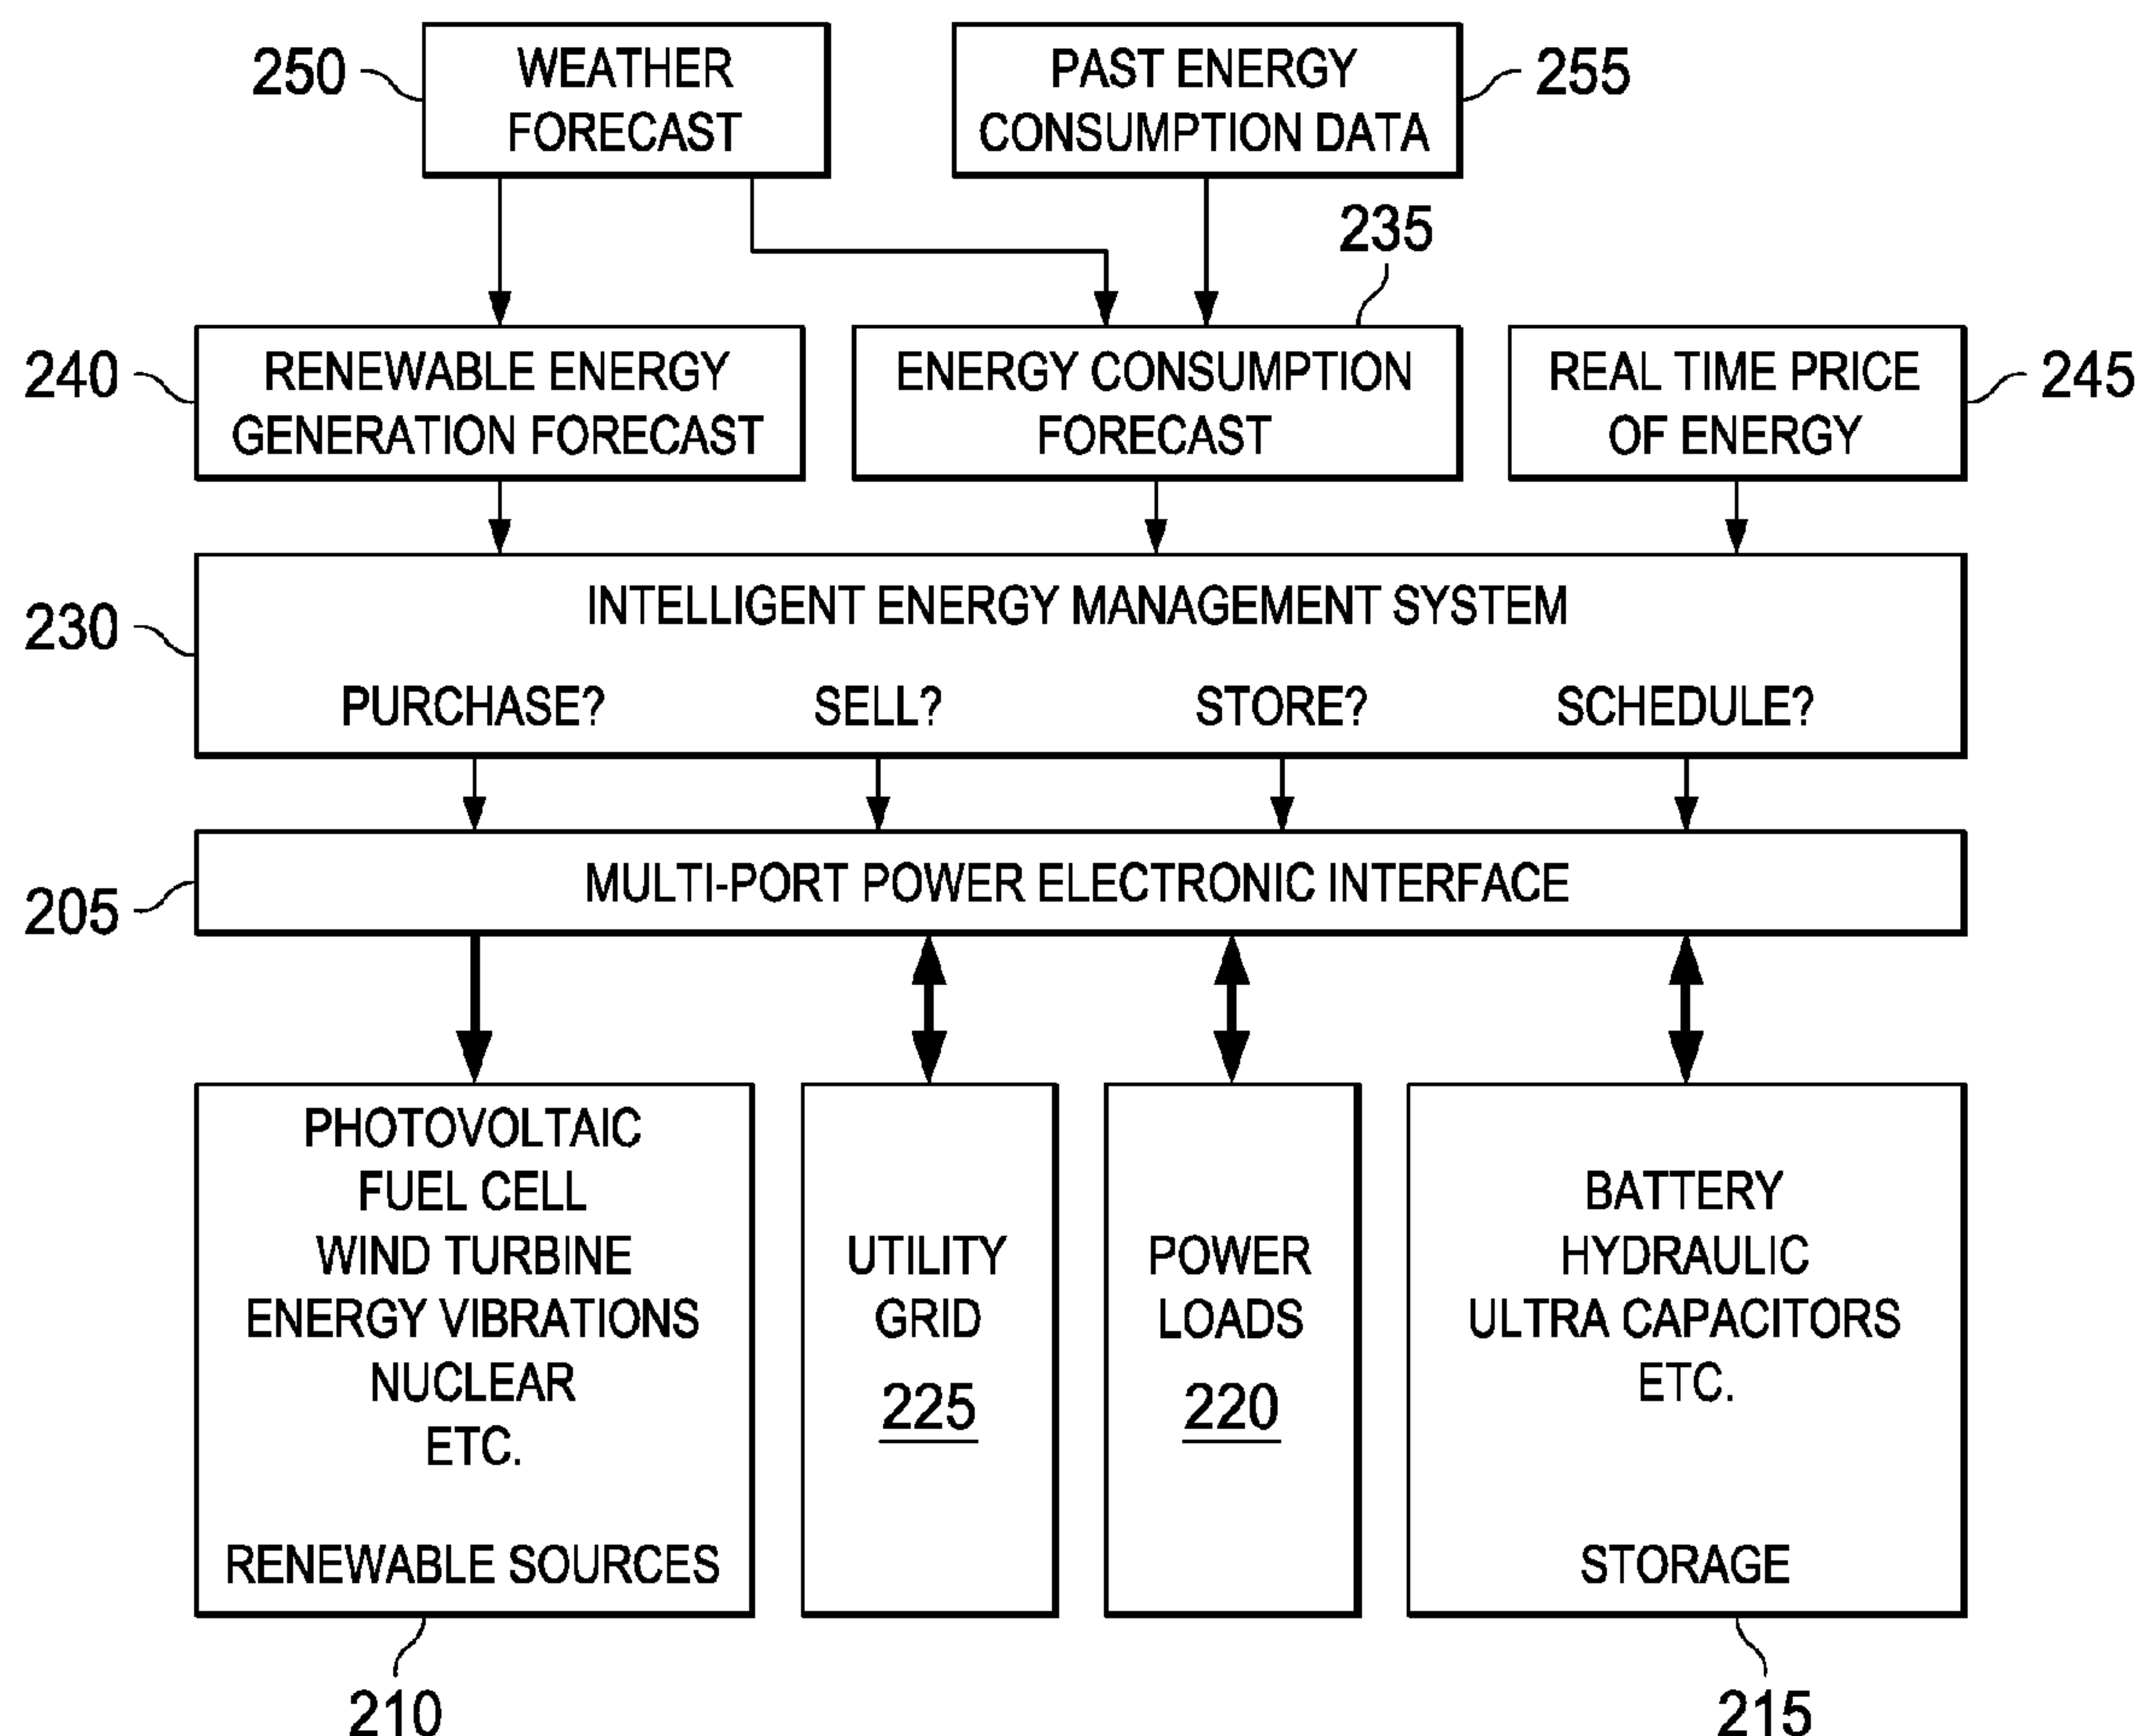 250
WEATHER
FORECAST
PAST ENERGY
CONSUMPTION DATA
255
235
240
RENEWABLE ENERGY
GENERATION FORECAST
ENERGY CONSUMPTION
FORECAST
REAL TIME PRICE
OF ENERGY
245
230
INTELLIGENT ENERGY MANAGEMENT SYSTEM
PURCHASE? SELL? STORE? SCHEDULE?
205
MULTI-PORT POWER ELECTRONIC INTERFACE
PHOTOVOLTAIC
FUEL CELL
WIND TURBINE
ENERGY VIBRATIONS
NUCLEAR
ETC.
RENEWABLE SOURCES
210
UTILITY
GRID
225
POWER
LOADS
220
BATTERY
HYDRAULIC
ULTRA CAPACITORS
ETC.
STORAGE
215